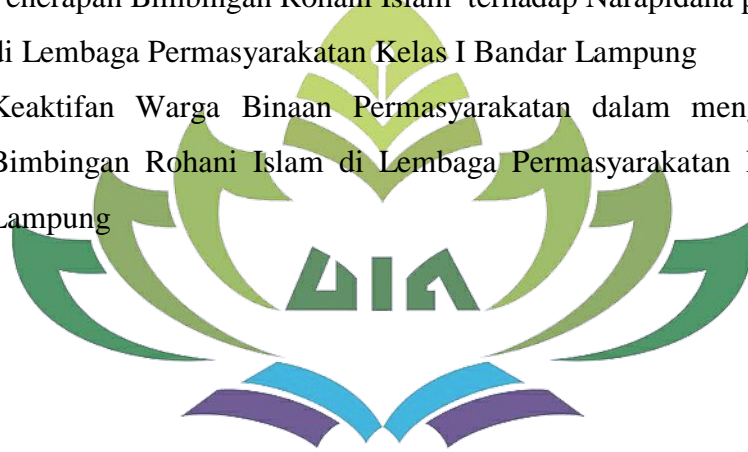 Penerapan Bimbingan Rohani Islam terhadap Narapidana
di Lembaga Permasyarakatan Kelas I Bandar Lampung
Keaktifan Warga Binaan Permasyarakatan dalam
Bimbingan Rohani Islam di Lembaga Permasyarakatan
Lampung
UIN